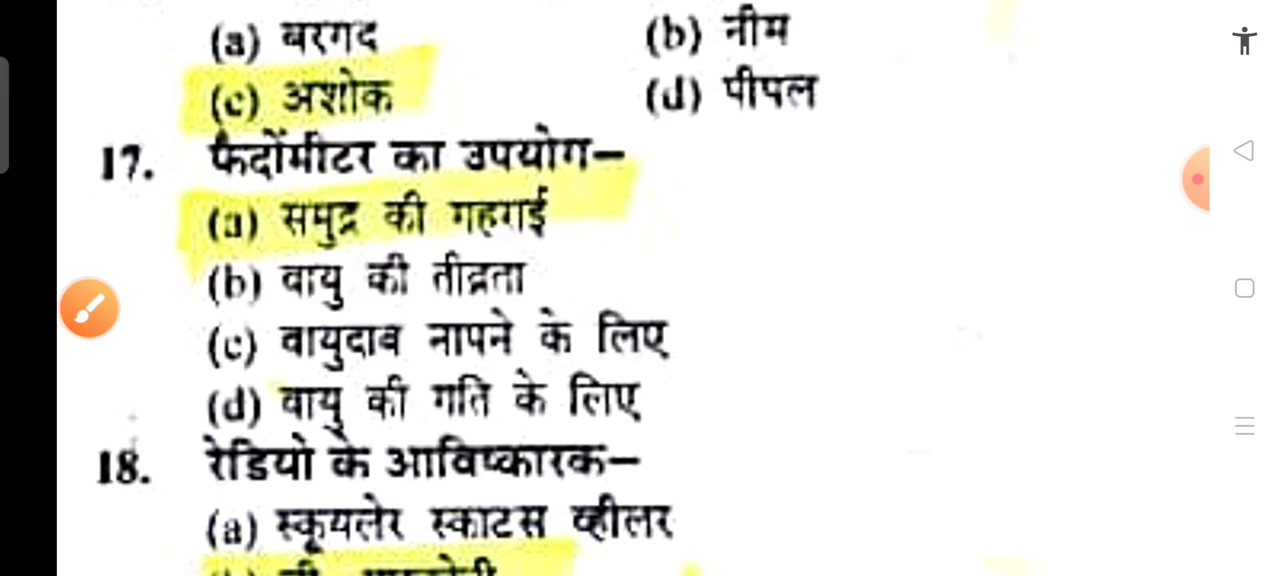 (a) बरगद (b) नीम
(c) अशोक (d) पीपल
17. फैदोंमीटर का उपयोग–
(a) समुद्र की गहराई
(b) वायु की तीव्रता
(c) वायुदाब नापने के लिए
(d) वायु की गति के लिए
18. रेडियो के आविष्कारक–
(a) स्कूयलेर स्काटस व्हीलर